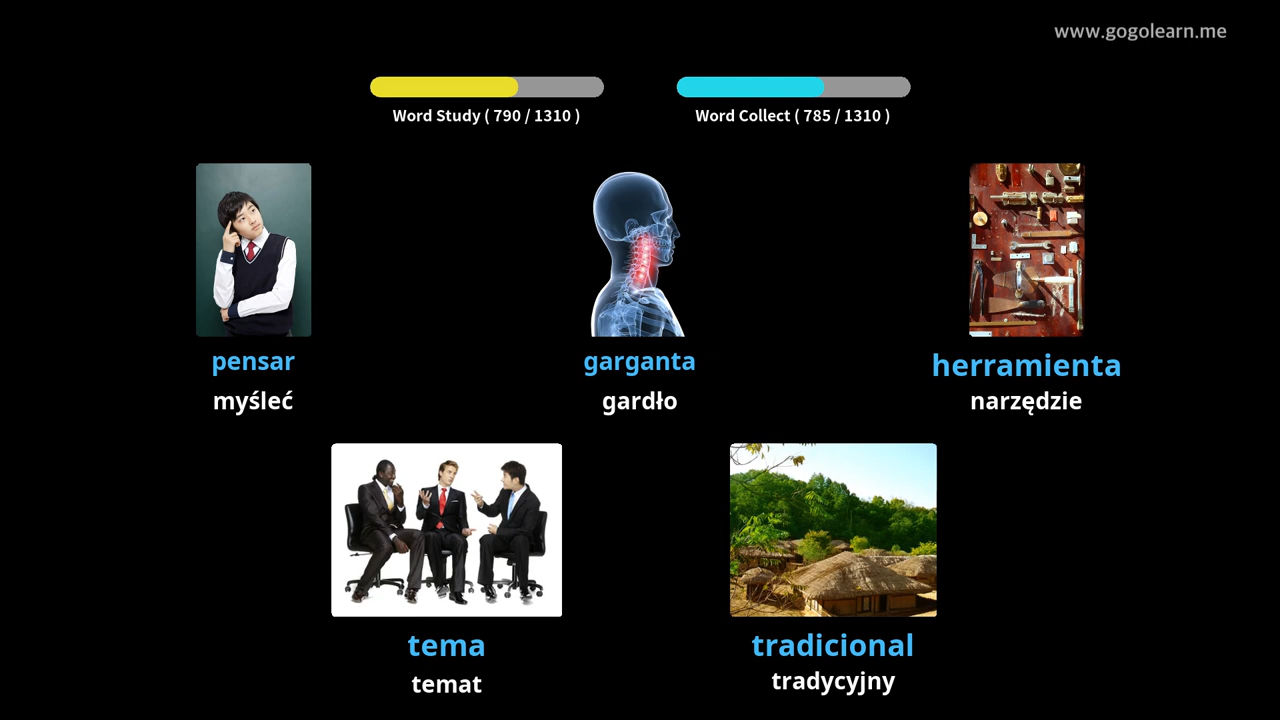 www.gogolearn.me
Word Study ( 790 / 1310 )
Word Collect ( 785 / 1310 )
pensar
myśleć
garganta
gardło
herramienta
narzędzie
tema
temat
tradicional
tradycyjny